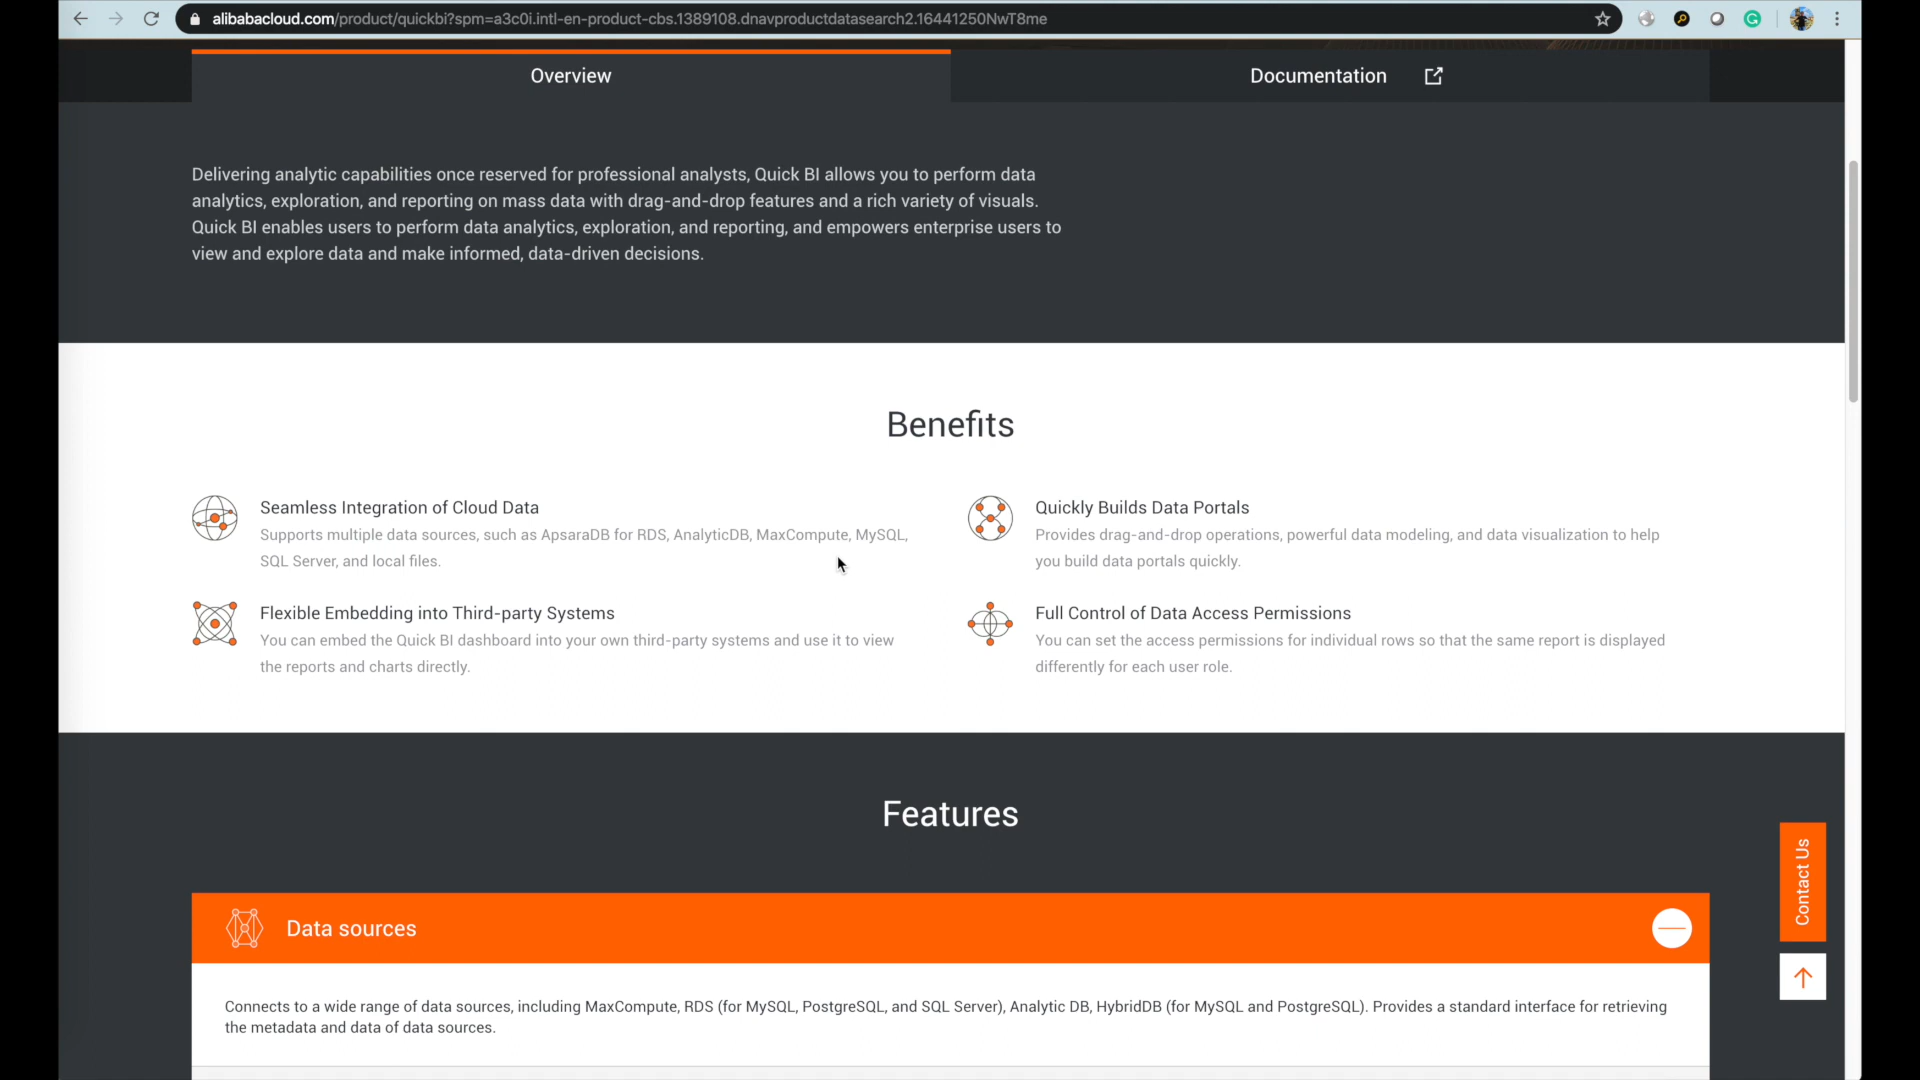 alibabacloud.com/product/quickbi?spm=a3c0i.intl-en-product-cbs.1389108.dnavproductdatasearch2.16441250NwT8me
Overview
Documentation
Delivering analytic capabilities once reserved for professional analysts, Quick BI allows you to perform data
analytics, exploration, and reporting on mass data with drag-and-drop features and a rich variety of visuals.
Quick BI enables users to perform data analytics, exploration, and reporting, and empowers enterprise users to
view and explore data and make informed, data-driven decisions.
Benefits
Seamless Integration of Cloud Data
Supports multiple data sources, such as ApsaraDB for RDS, AnalyticDB, MaxCompute, MySQL,
SQL Server, and local files.
Quickly Builds Data Portals
Provides drag-and-drop operations, powerful data modeling, and data visualization to help
you build data portals quickly.
Flexible Embedding into Third-party Systems
You can embed the Quick BI dashboard into your own third-party systems and use it to view
the reports and charts directly.
Full Control of Data Access Permissions
You can set the access permissions for individual rows so that the same report is displayed
differently for each user role.
Features
Contact Us
Data sources
Connects to a wide range of data sources, including MaxCompute, RDS (for MySQL, PostgreSQL, and SQL Server), Analytic DB, HybridDB (for MySQL and PostgreSQL). Provides a standard interface for retrieving
the metadata and data of data sources.